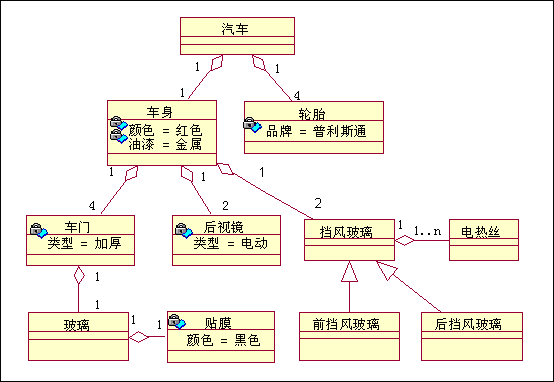 汽车
1
1
1
4
车身
颜色 = 红色
油漆 = 金属
轮胎
品牌 = 普利斯通
1
1
1
4
2
2
车门
类型 = 加厚
后视镜
类型 = 电动
挡风玻璃
1
1..n
电热丝
1
1
玻璃
1
1
贴膜
颜色 = 黑色
前挡风玻璃
后挡风玻璃